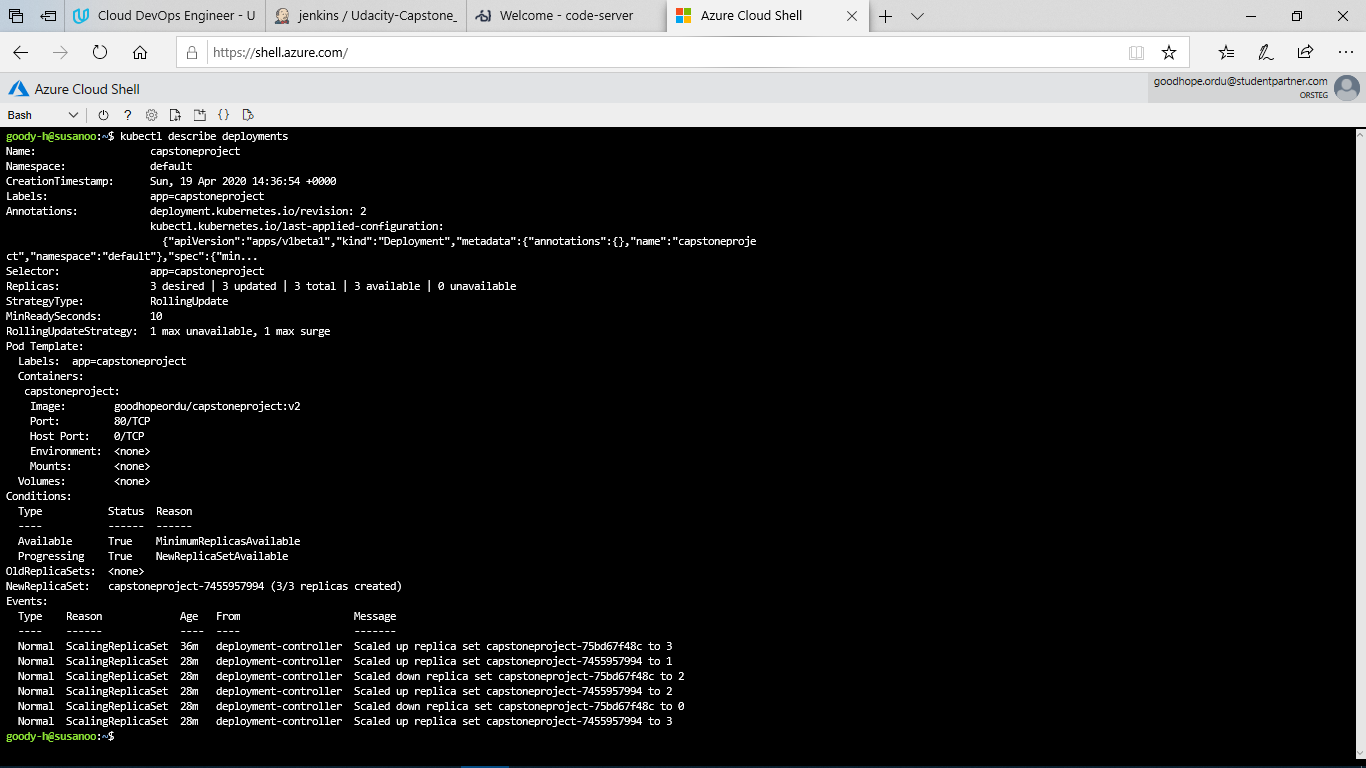 Cloud DevOps Engineer - U
jenkins / Udacity-Capstone_
Welcome - code-server
Azure Cloud Shell
https://shell.azure.com/
Azure Cloud Shell
goodhope.ordu@studentpartner.com
ORSTEG
Bash
goody-h@susanoo:~$ kubectl describe deployments
Name:                   capstoneproject
Namespace:              default
CreationTimestamp:      Sun, 19 Apr 2020 14:36:54 +0000
Labels:                 app=capstoneproject
Annotations:            deployment.kubernetes.io/revision: 2
                        kubectl.kubernetes.io/last-applied-configuration:
                          {"apiVersion":"apps/v1beta1","kind":"Deployment","metadata":{"annotations":{},"name":"capstoneproje
ct","namespace":"default"},"spec":{"min...
Selector:               app=capstoneproject
Replicas:               3 desired | 3 updated | 3 total | 3 available | 0 unavailable
StrategyType:           RollingUpdate
MinReadySeconds:        10
RollingUpdateStrategy:  1 max unavailable, 1 max surge
Pod Template:
  Labels:  app=capstoneproject
  Containers:
   capstoneproject:
    Image:        goodhopeordu/capstoneproject:v2
    Port:         80/TCP
    Host Port:    0/TCP
    Environment:  <none>
    Mounts:       <none>
  Volumes:        <none>
Conditions:
  Type           Status  Reason
  ----           ------  ------
  Available      True    MinimumReplicasAvailable
  Progressing    True    NewReplicaSetAvailable
OldReplicaSets:  <none>
NewReplicaSet:   capstoneproject-7455957994 (3/3 replicas created)
Events:
  Type    Reason             Age   From                   Message
  ----    ------             ----  ----                   -------
  Normal  ScalingReplicaSet  36m   deployment-controller  Scaled up replica set capstoneproject-75bd67f48c to 3
  Normal  ScalingReplicaSet  28m   deployment-controller  Scaled up replica set capstoneproject-7455957994 to 1
  Normal  ScalingReplicaSet  28m   deployment-controller  Scaled down replica set capstoneproject-75bd67f48c to 2
  Normal  ScalingReplicaSet  28m   deployment-controller  Scaled up replica set capstoneproject-7455957994 to 2
  Normal  ScalingReplicaSet  28m   deployment-controller  Scaled down replica set capstoneproject-75bd67f48c to 0
  Normal  ScalingReplicaSet  28m   deployment-controller  Scaled up replica set capstoneproject-7455957994 to 3
goody-h@susanoo:~$